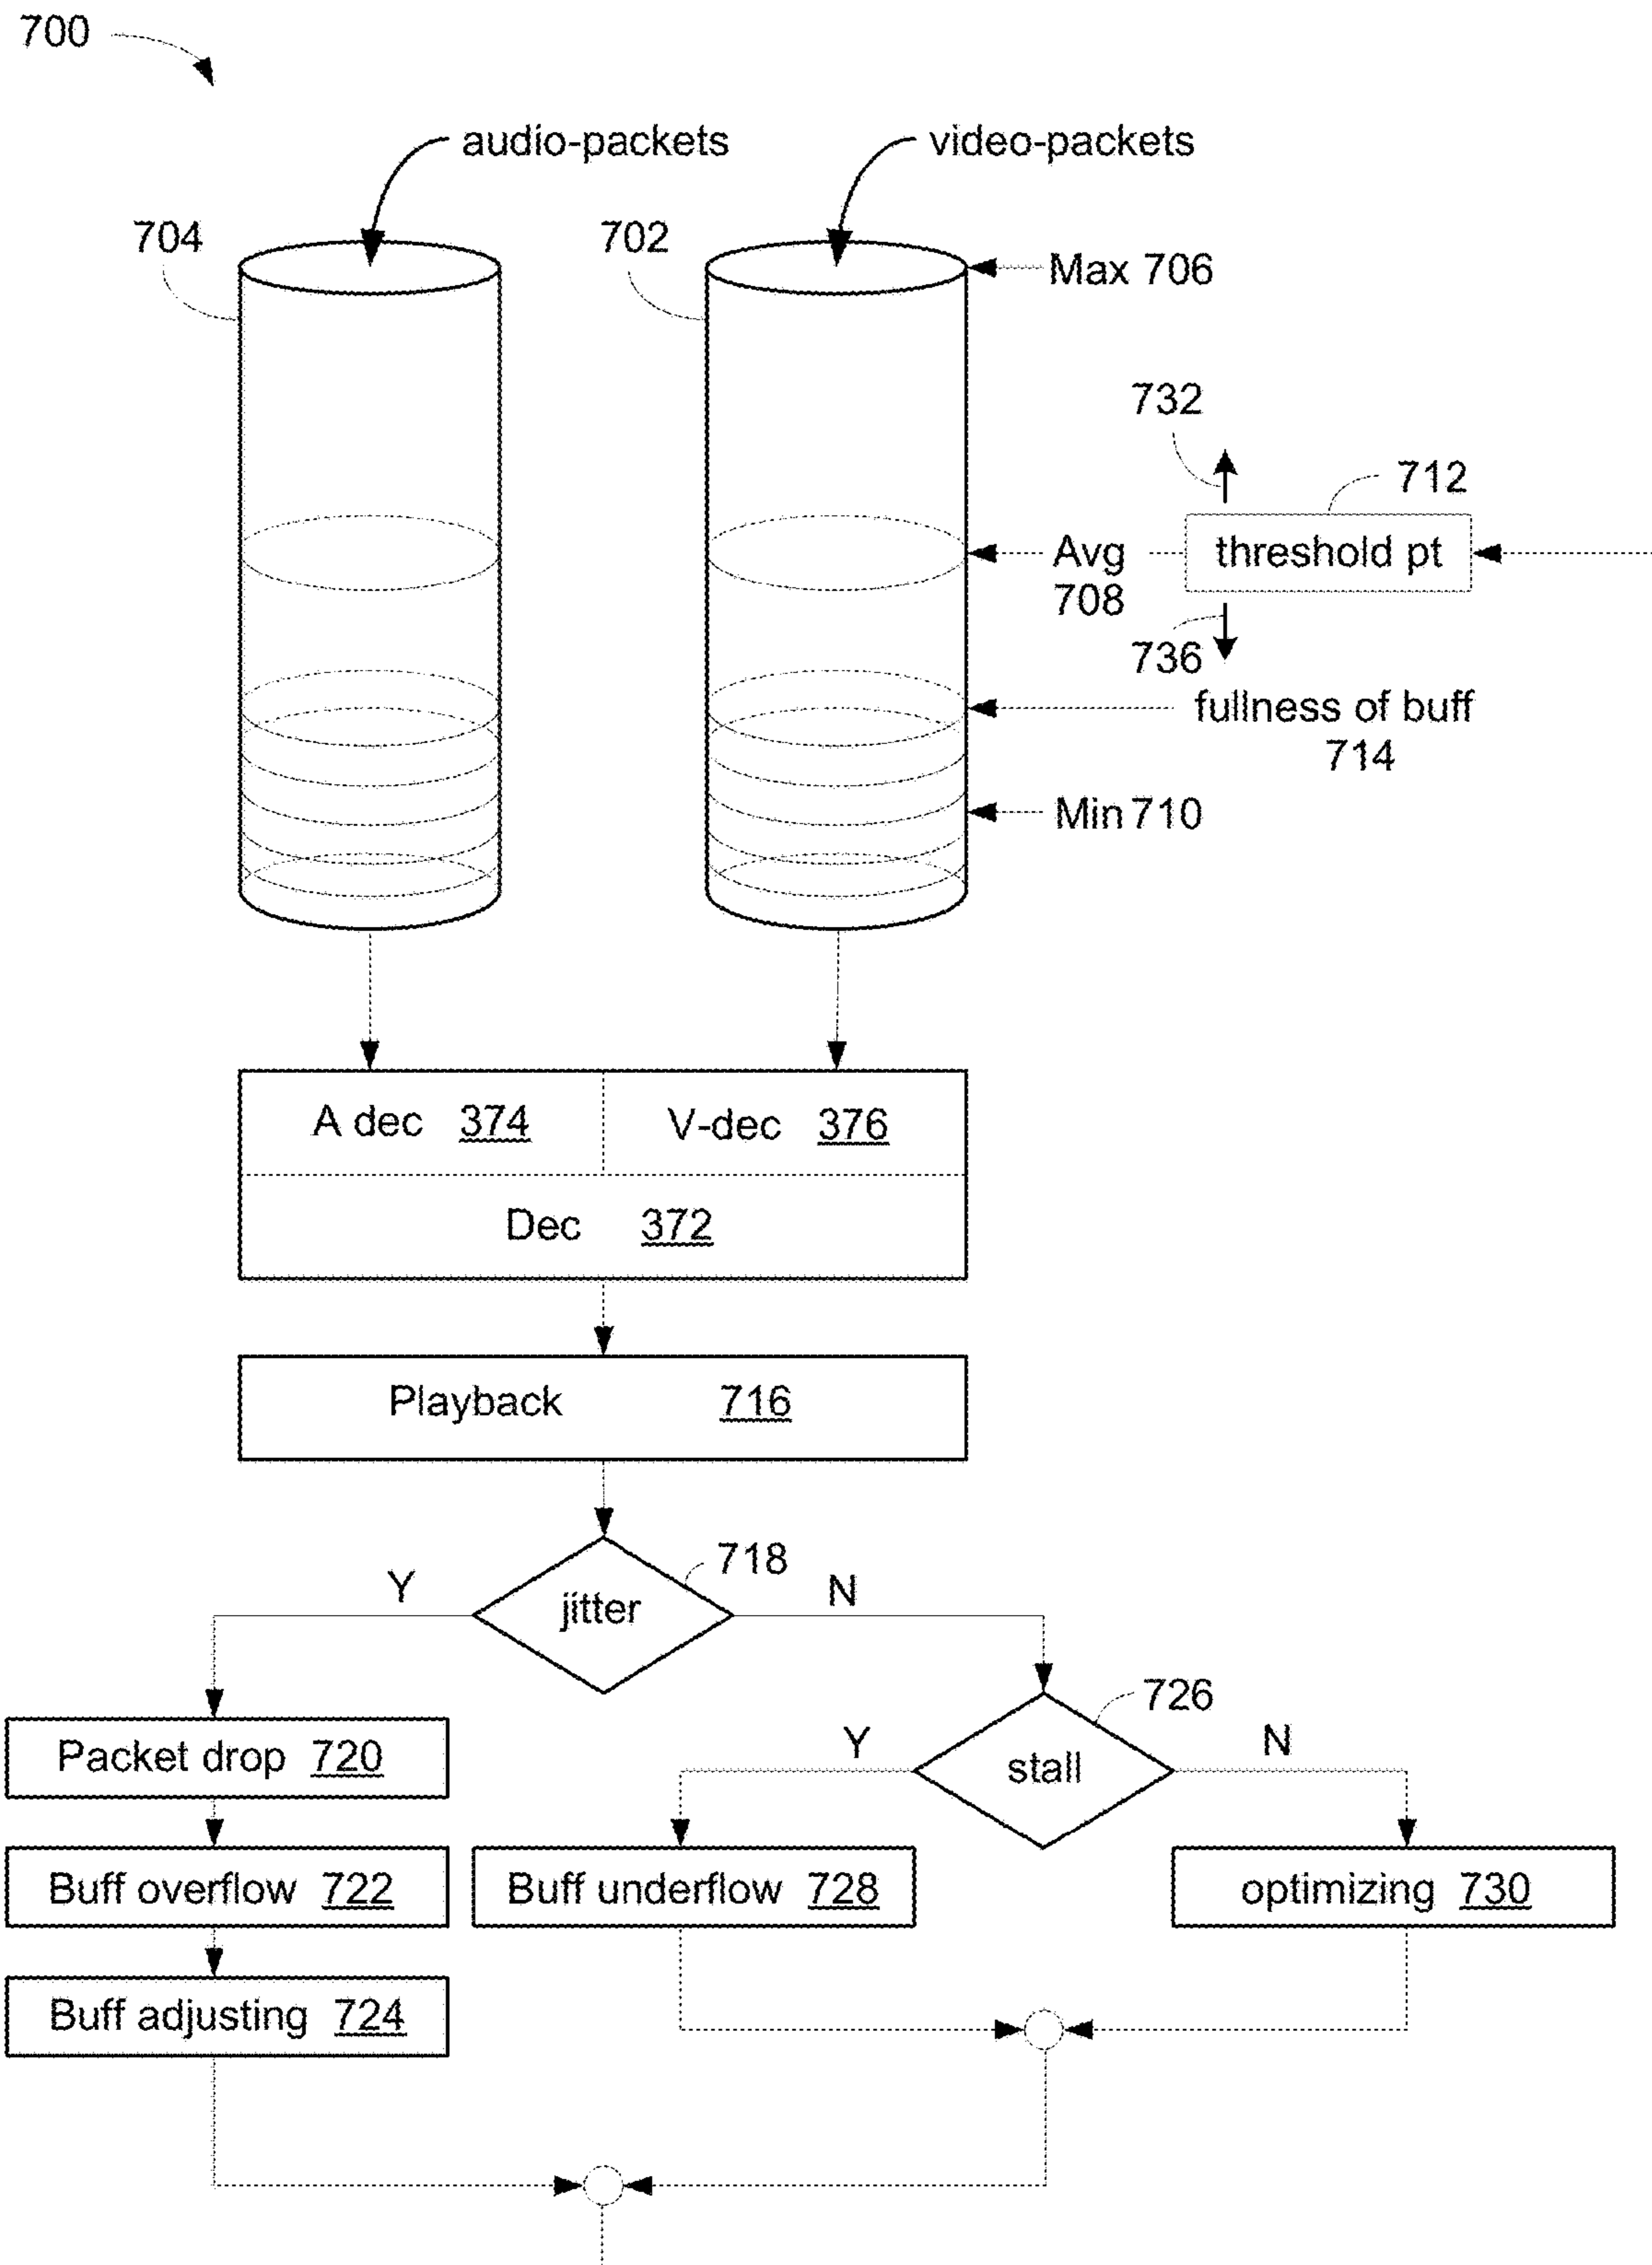 700
audio-packets
video-packets
704
702
Max 706
732
712
Avg
708
threshold pt
736
fullness of buff
714
Min 710
A dec 374
V-dec 376
Dec 372
Playback 716
718
Y
jitter
N
726
Packet drop 720
Y
stall
N
Buff overflow 722
Buff underflow 728
optimizing 730
Buff adjusting 724